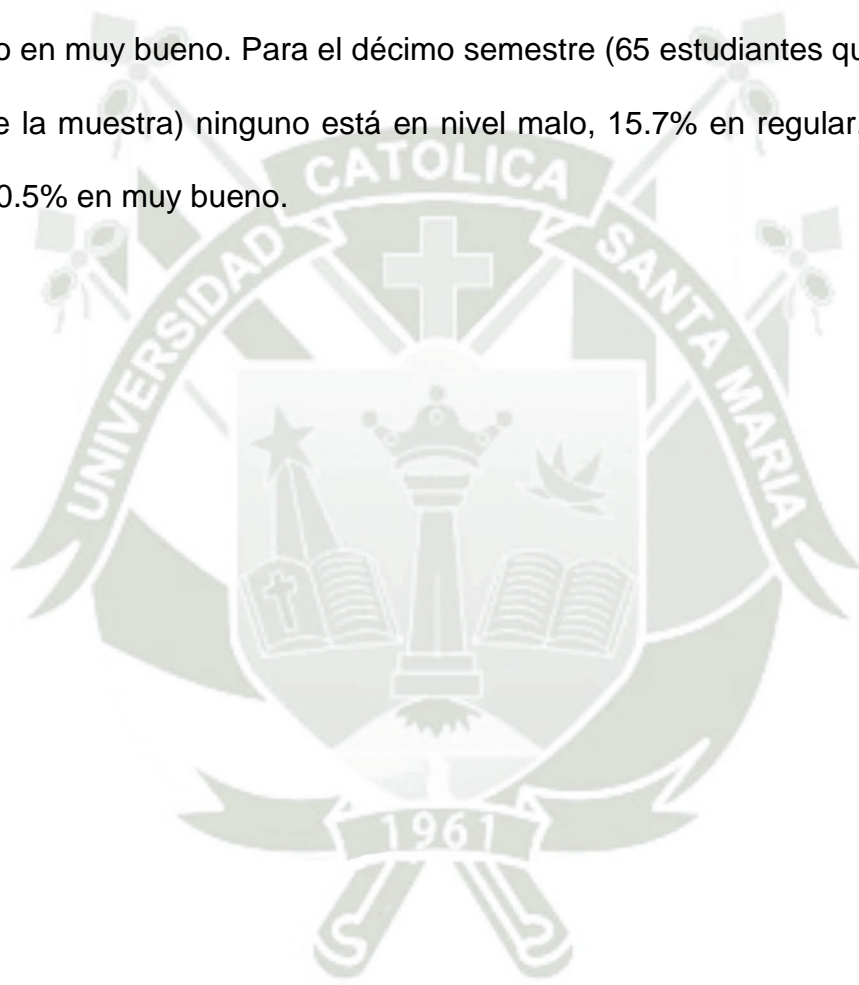 o en muy bueno. Para el décimo semestre (65 estudiantes qu
e la muestra) ninguno está en nivel malo, 15.7% en regular,
0.5% en muy bueno.
CATOLICA
UNIVERSIDAD
SANTA MARIA
1961